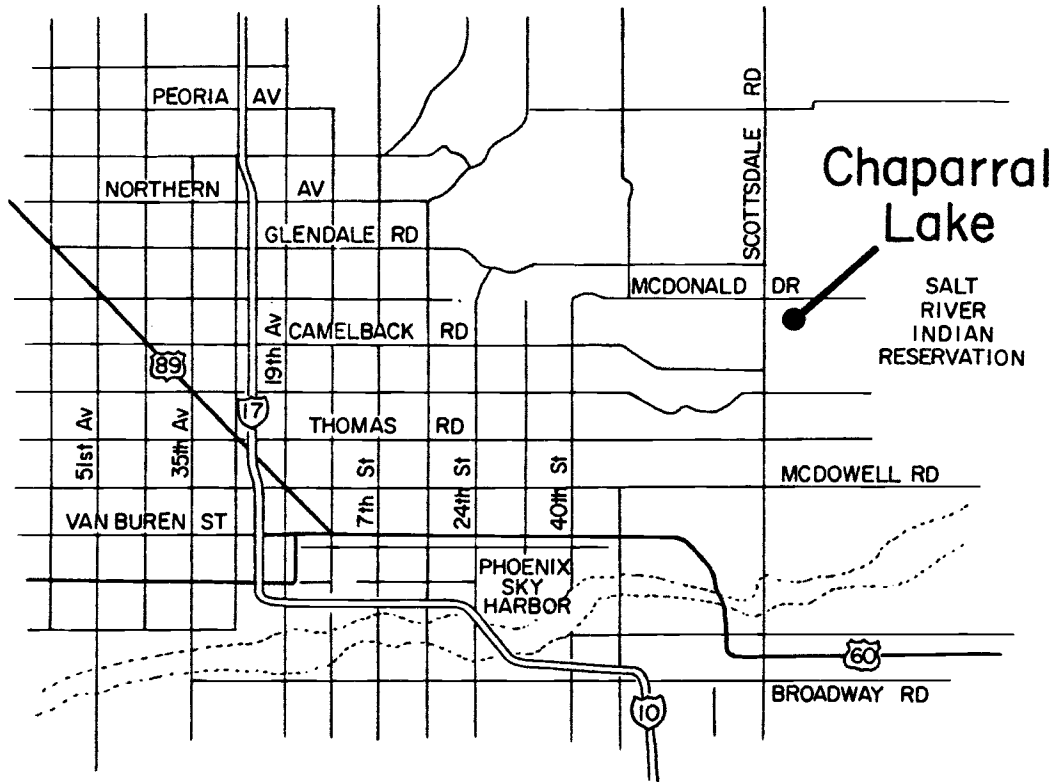 PEORIA AV
SCOTTSDALE RD
Chaparral
Lake
NORTHERN AV
GLENDALE RD
MCDONALD DR
SALT
RIVER
INDIAN
RESERVATION
19th Av
CAMELBACK RD
89
17
51st Av
35th Av
THOMAS RD
7th St
24th St
40th St
MCDOWELL RD
VAN BUREN ST
PHOENIX
SKY
HARBOR
60
BROADWAY RD
10